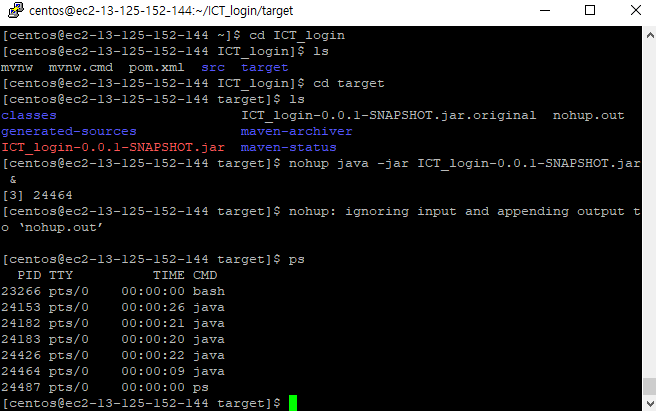 centos@ec2-13-125-152-144:~/ICT_login/target
[centos@ec2-13-125-152-144 ~]$ cd ICT_login
[centos@ec2-13-125-152-144 ICT_login]$ ls
mvnw  mvnw.cmd  pom.xml  src  target
[centos@ec2-13-125-152-144 ICT_login]$ cd target
[centos@ec2-13-125-152-144 target]$ ls
classes                       ICT_login-0.0.1-SNAPSHOT.jar.original  nohup.out
generated-sources             maven-archiver
ICT_login-0.0.1-SNAPSHOT.jar  maven-status
[centos@ec2-13-125-152-144 target]$ nohup java -jar ICT_login-0.0.1-SNAPSHOT.jar
 &
[3] 24464
[centos@ec2-13-125-152-144 target]$ nohup: ignoring input and appending output t
o ‘nohup.out’
[centos@ec2-13-125-152-144 target]$ ps
  PID TTY          TIME CMD
23266 pts/0    00:00:00 bash
24153 pts/0    00:00:26 java
24182 pts/0    00:00:21 java
24183 pts/0    00:00:20 java
24426 pts/0    00:00:22 java
24464 pts/0    00:00:09 java
24487 pts/0    00:00:00 ps
[centos@ec2-13-125-152-144 target]$